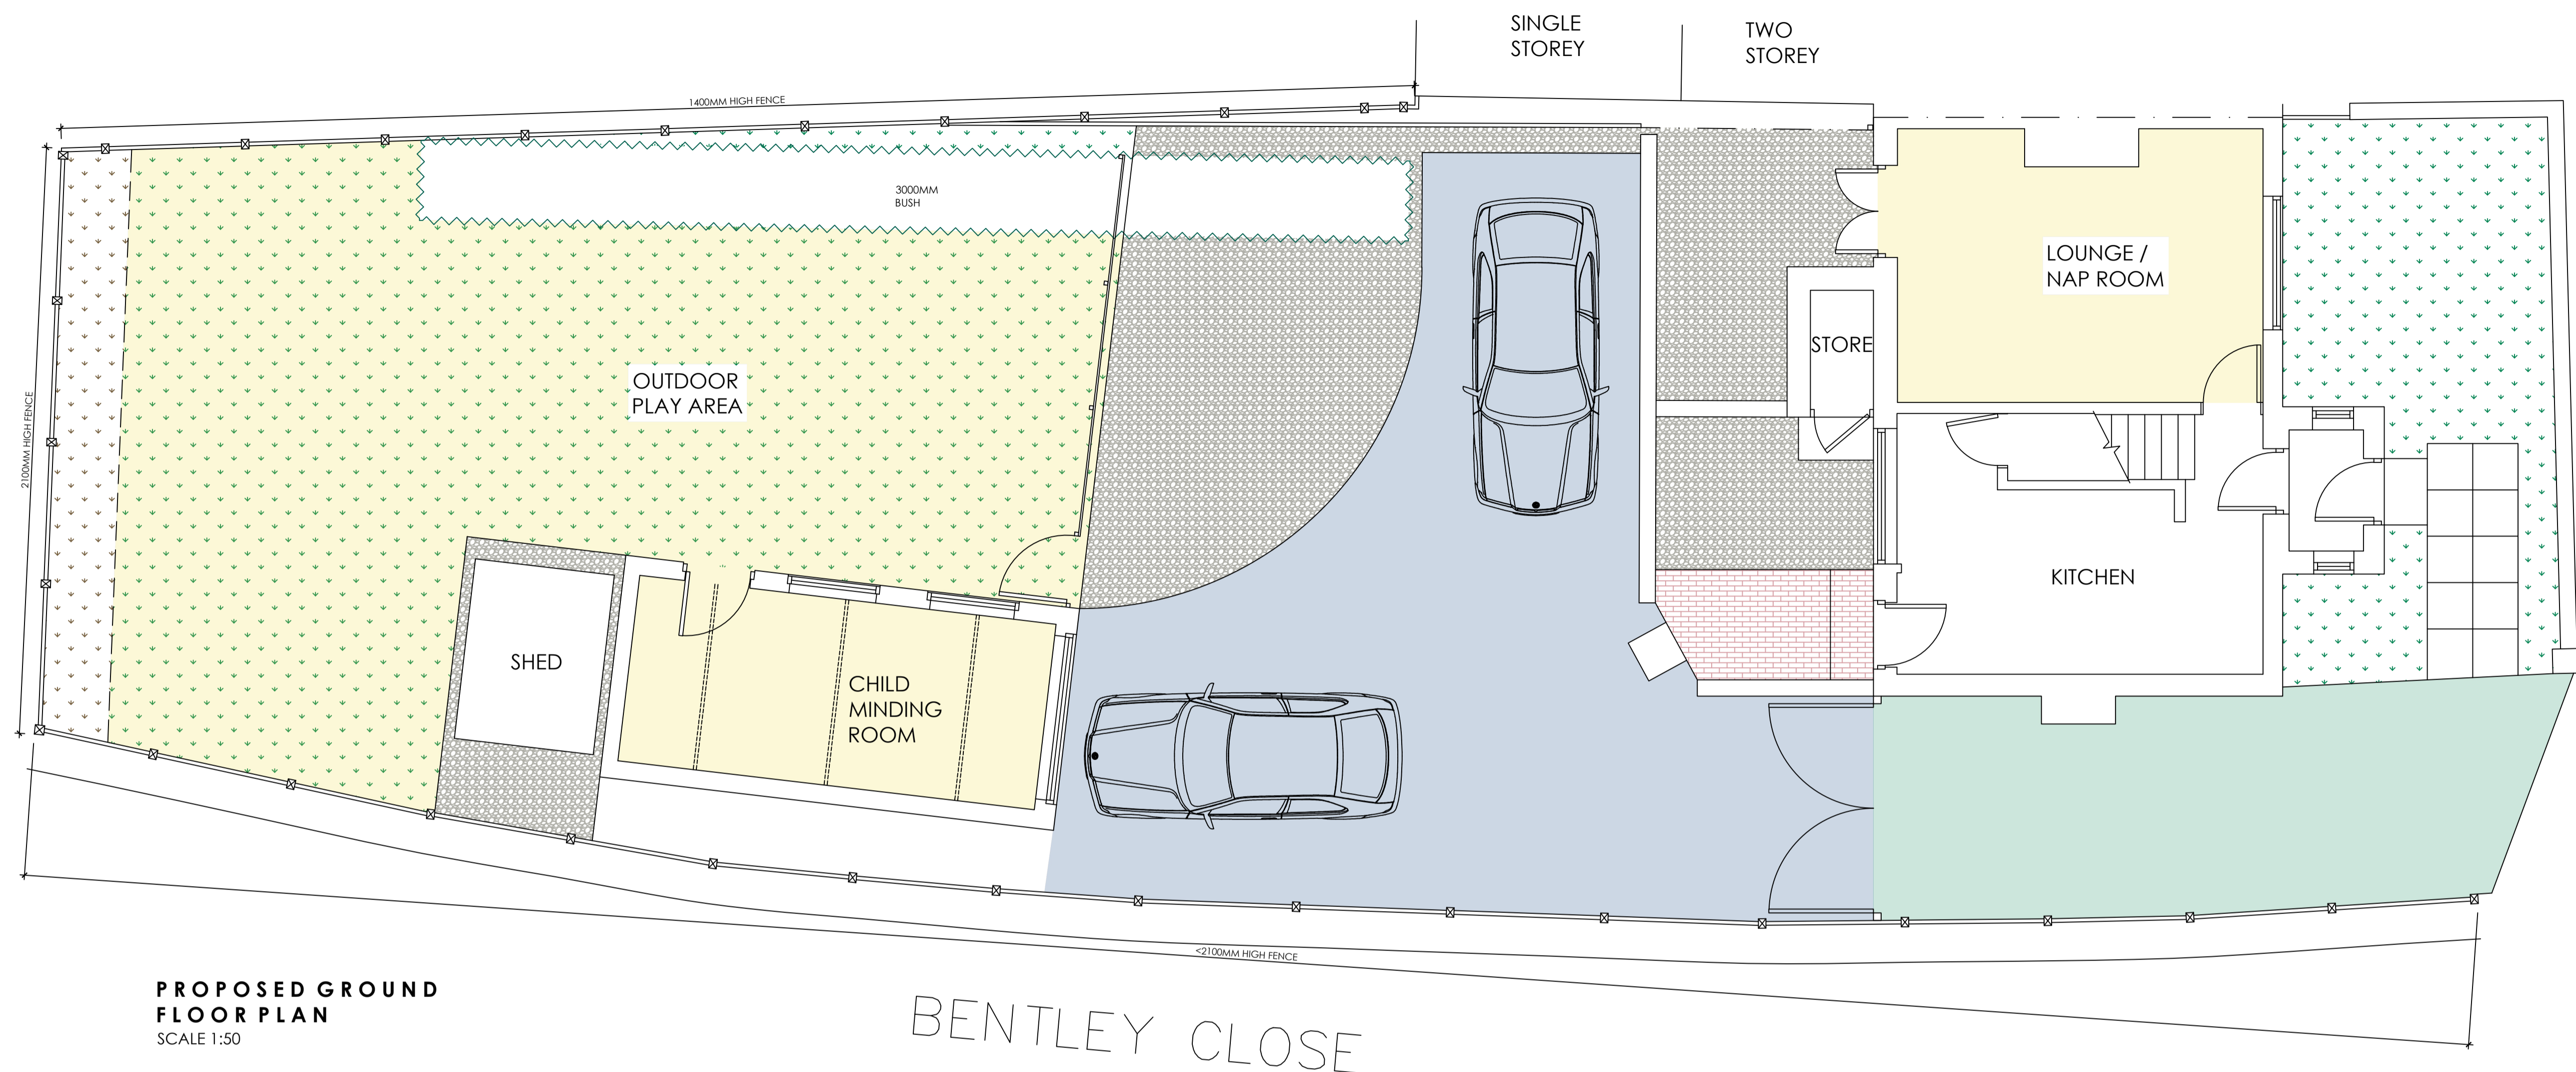 SINGLE
STOREY
TWO
STOREY
1400MM HIGH FENCE
3000MM
BUSH
LOUNGE /
NAP ROOM
STORE
OUTDOOR
PLAY AREA
2100MM HIGH FENCE
KITCHEN
SHED
CHILD
MINDING
ROOM
<2100MM HIGH FENCE
PROPOSED GROUND
FLOOR PLAN
SCALE 1:50
BENTLEY CLOSE